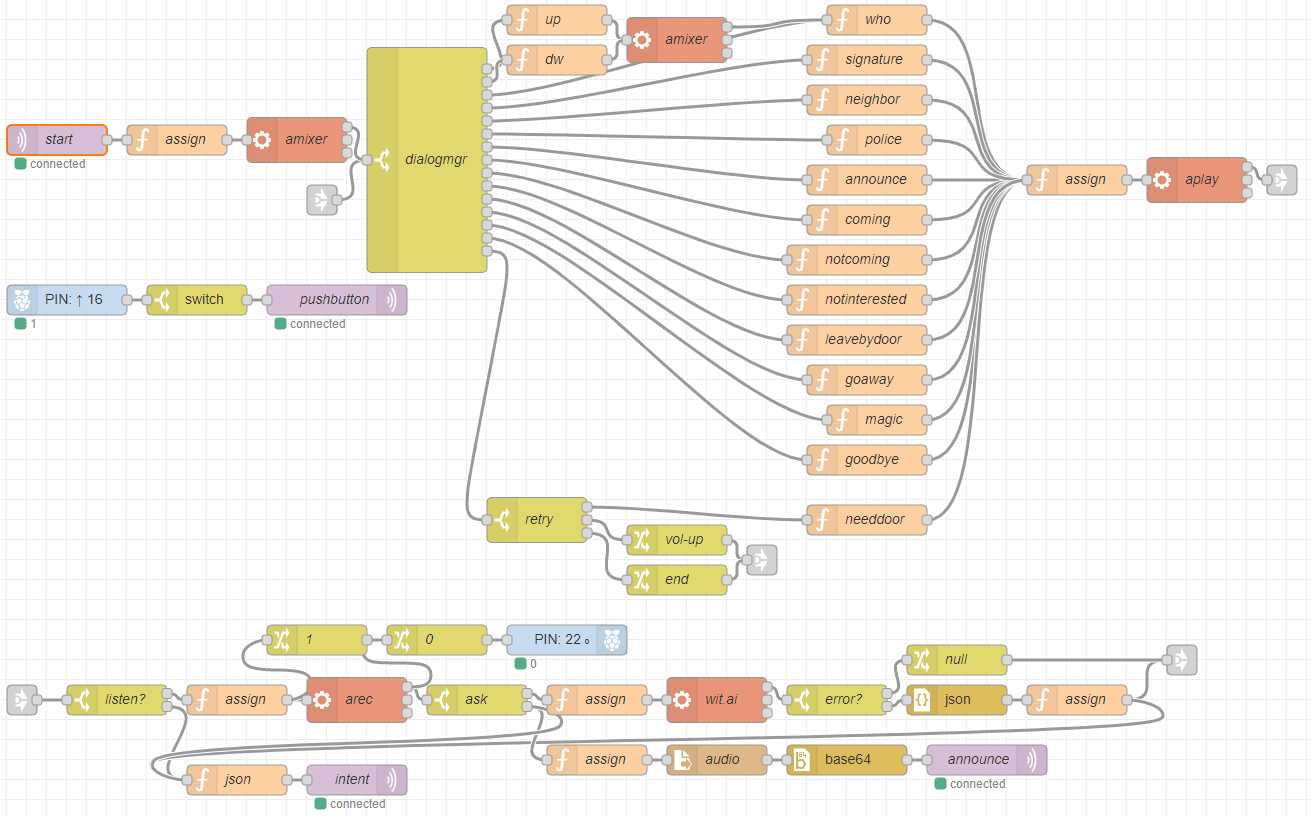 up
who
dw
amixer
signature
neighbor
start
assign
amixer
dialogmgr
police
connected
announce
assign
aplay
coming
notcoming
PIN: ↑ 16
switch
pushbutton
notinterested
1
connected
leavebydoor
goaway
magic
goodbye
retry
needdoor
vol-up
end
1
0
PIN: 22
0
null
listen?
assign
arec
ask
assign
wit.ai
error?
json
assign
assign
audio
base64
announce
json
intent
connected
connected